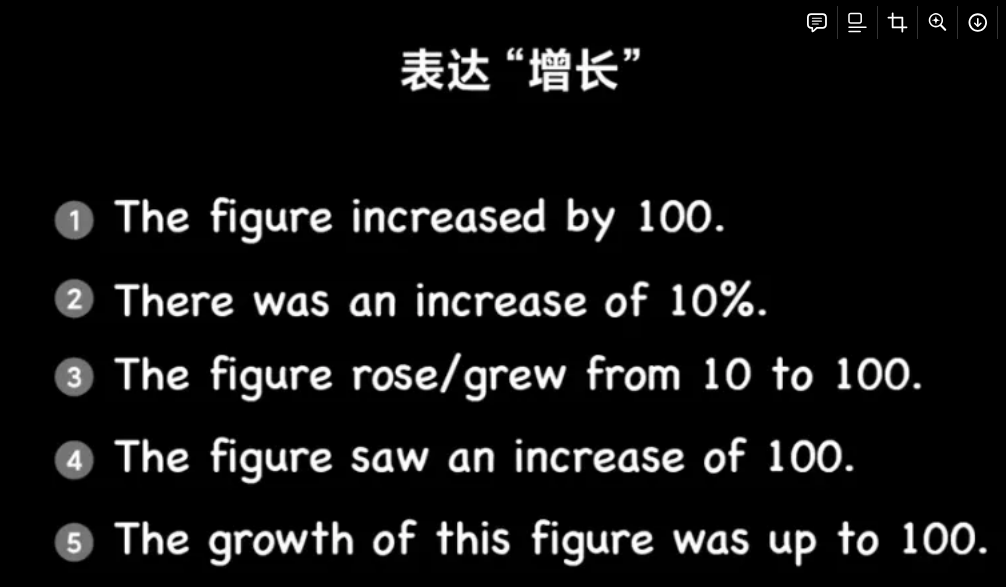 表达“增长”
1 The figure increased by 100.
2 There was an increase of 10%.
3 The figure rose/grew from 10 to 100.
4 The figure saw an increase of 100.
5 The growth of this figure was up to 100.